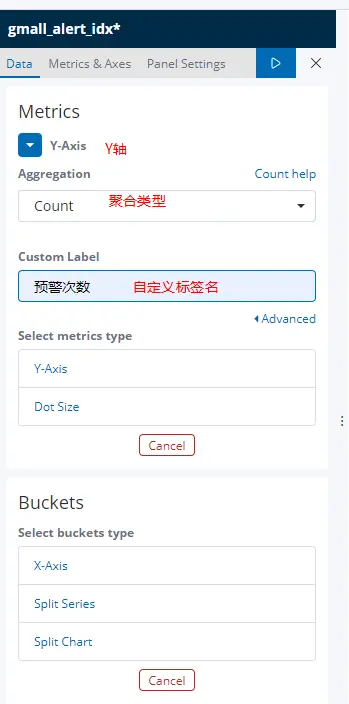 gmall_alert_idx*
Data Metrics & Axes Panel Settings
Metrics
Y-Axis Y轴
Aggregation Count help
Count 聚合类型
Custom Label
预警次数 自定义标签名
Advanced
Select metrics type
Y-Axis
Dot Size
Cancel
Buckets
Select buckets type
X-Axis
Split Series
Split Chart
Cancel